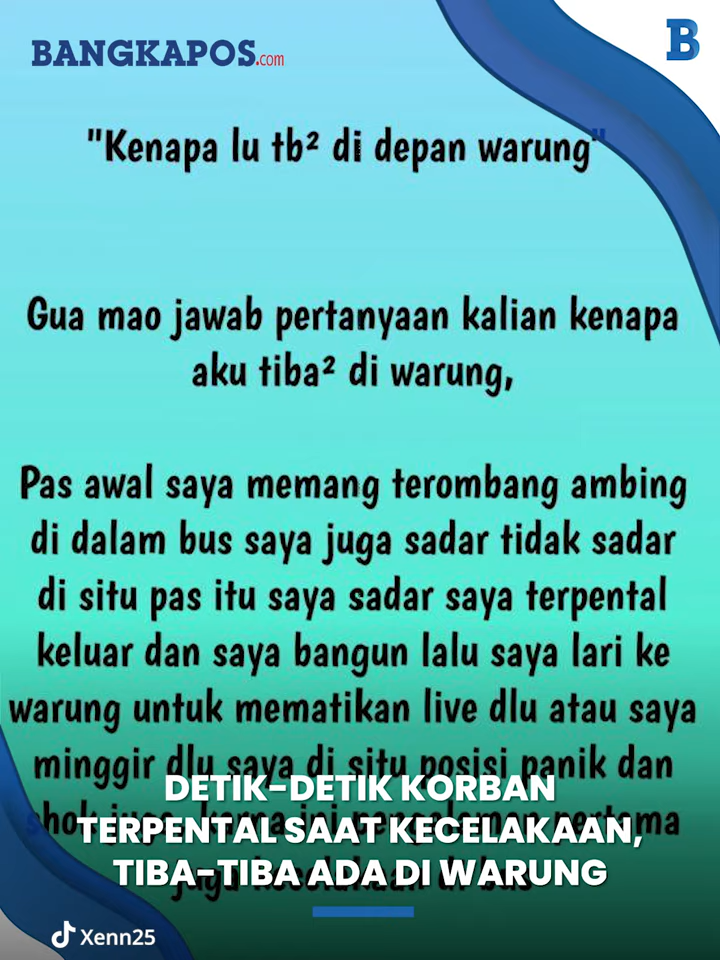 BANGKAPOS.com
B
"Kenapa lu tb² di depan warung"
Gua mao jawab pertanyaan kalian kenapa
aku tiba² di warung,
Pas awal saya memang terombang ambing
di dalam bus saya juga sadar tidak sadar
di situ pas itu saya sadar saya terpental
keluar dan saya bangun lalu saya lari ke
warung untuk mematikan live dlu atau saya
minggir dlu saya di situ posisi panik dan
DETIK-DETIK KORBAN
TERPENTAL SAAT KECELAKAAN,
TIBA-TIBA ADA DI WARUNG
Xenn25